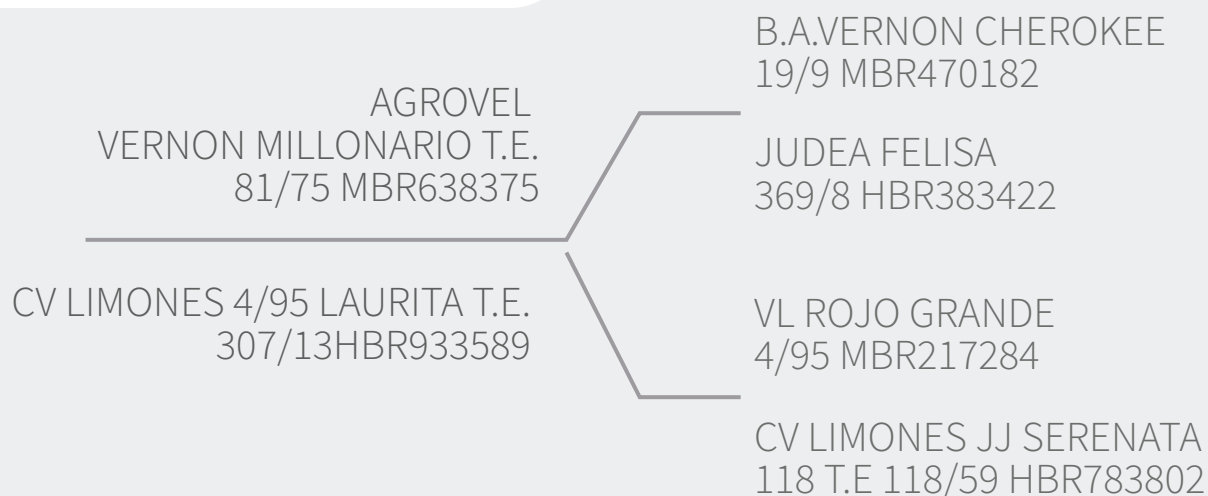 AGROVEL
VERNON MILLONARIO T.E.
81/75 MBR638375
CV LIMONES 4/95 LAURITA T.E.
307/13HBR933589
B.A.VERNON CHEROKEE
19/9 MBR470182
JUDEA FELISA
369/8 HBR383422
VL ROJO GRANDE
4/95 MBR217284
CV LIMONES JJ SERENATA
118 T.E 118/59 HBR783802